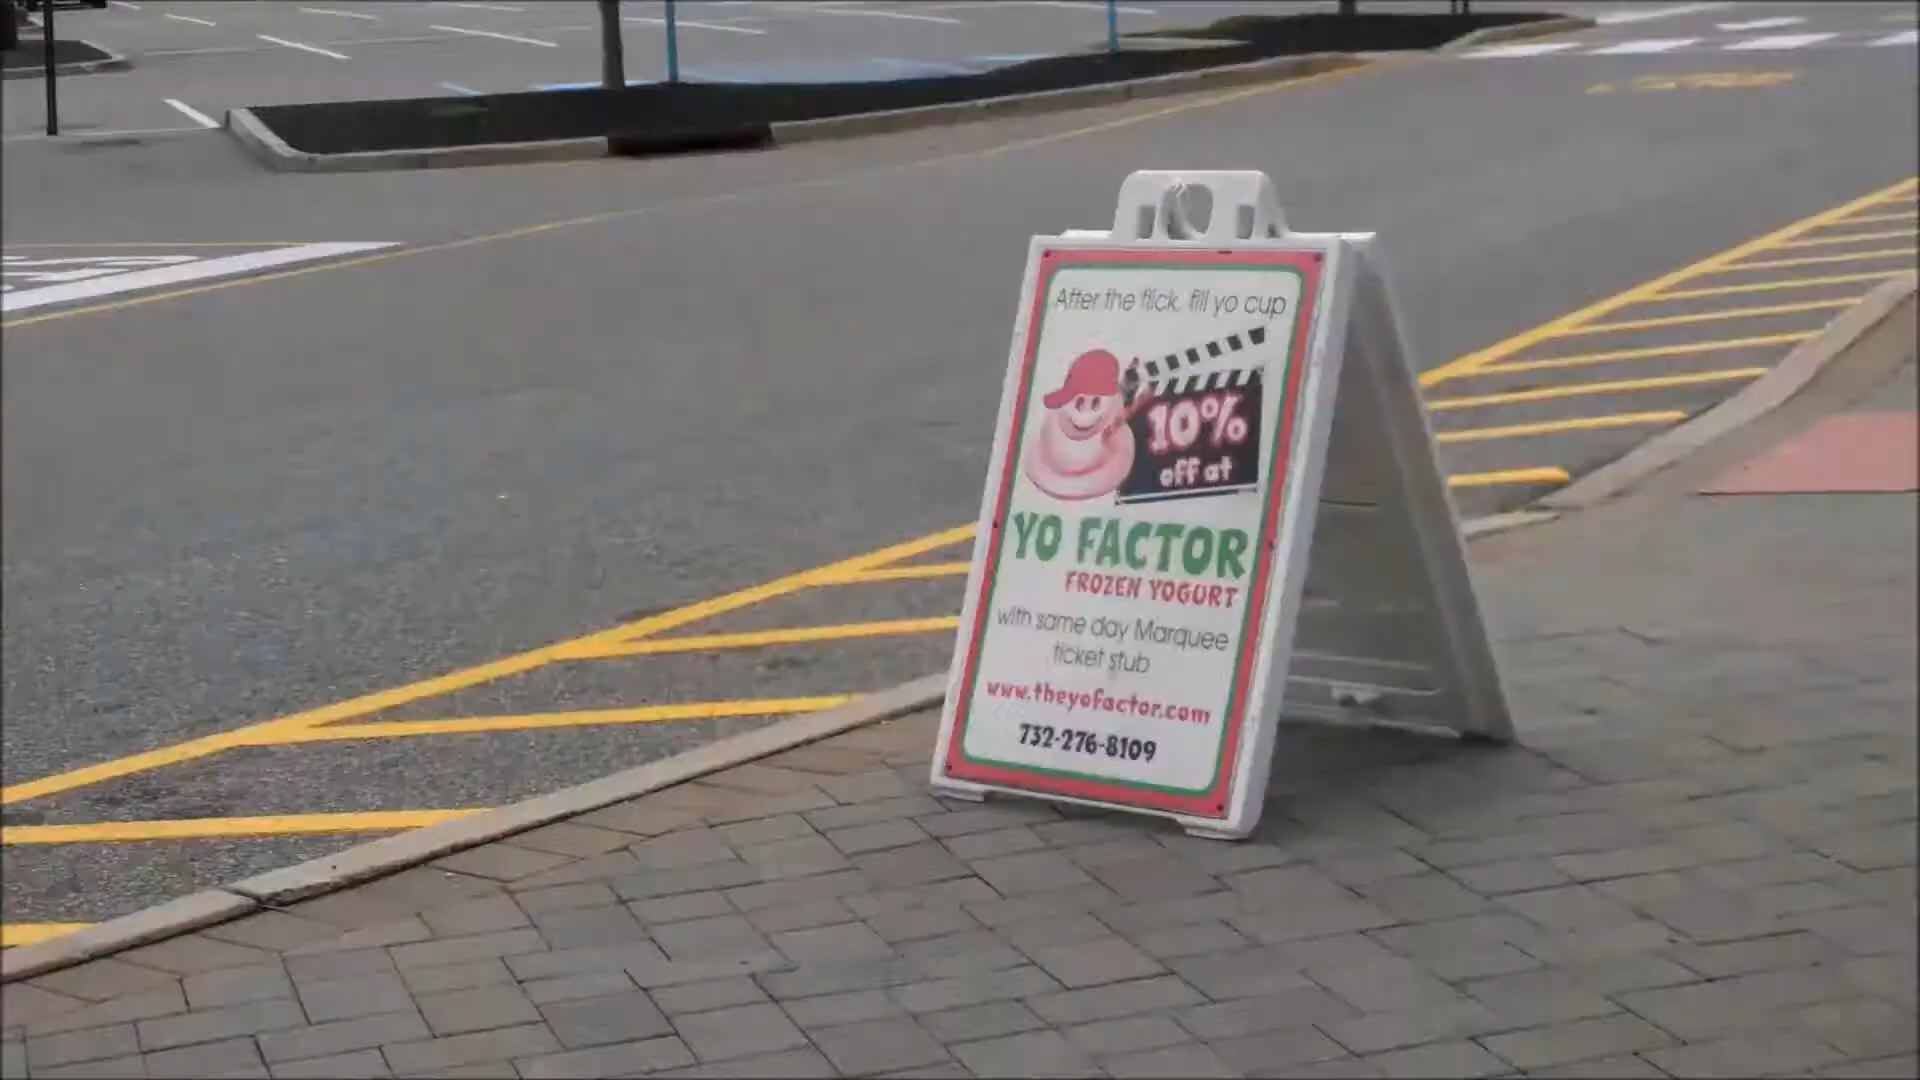 After the flick, fill yo cup
10%
off at
YO FACTOR
FROZEN YOGURT
with same day Marquee
ticket stub
www.theyofactor.com
732-276-8109